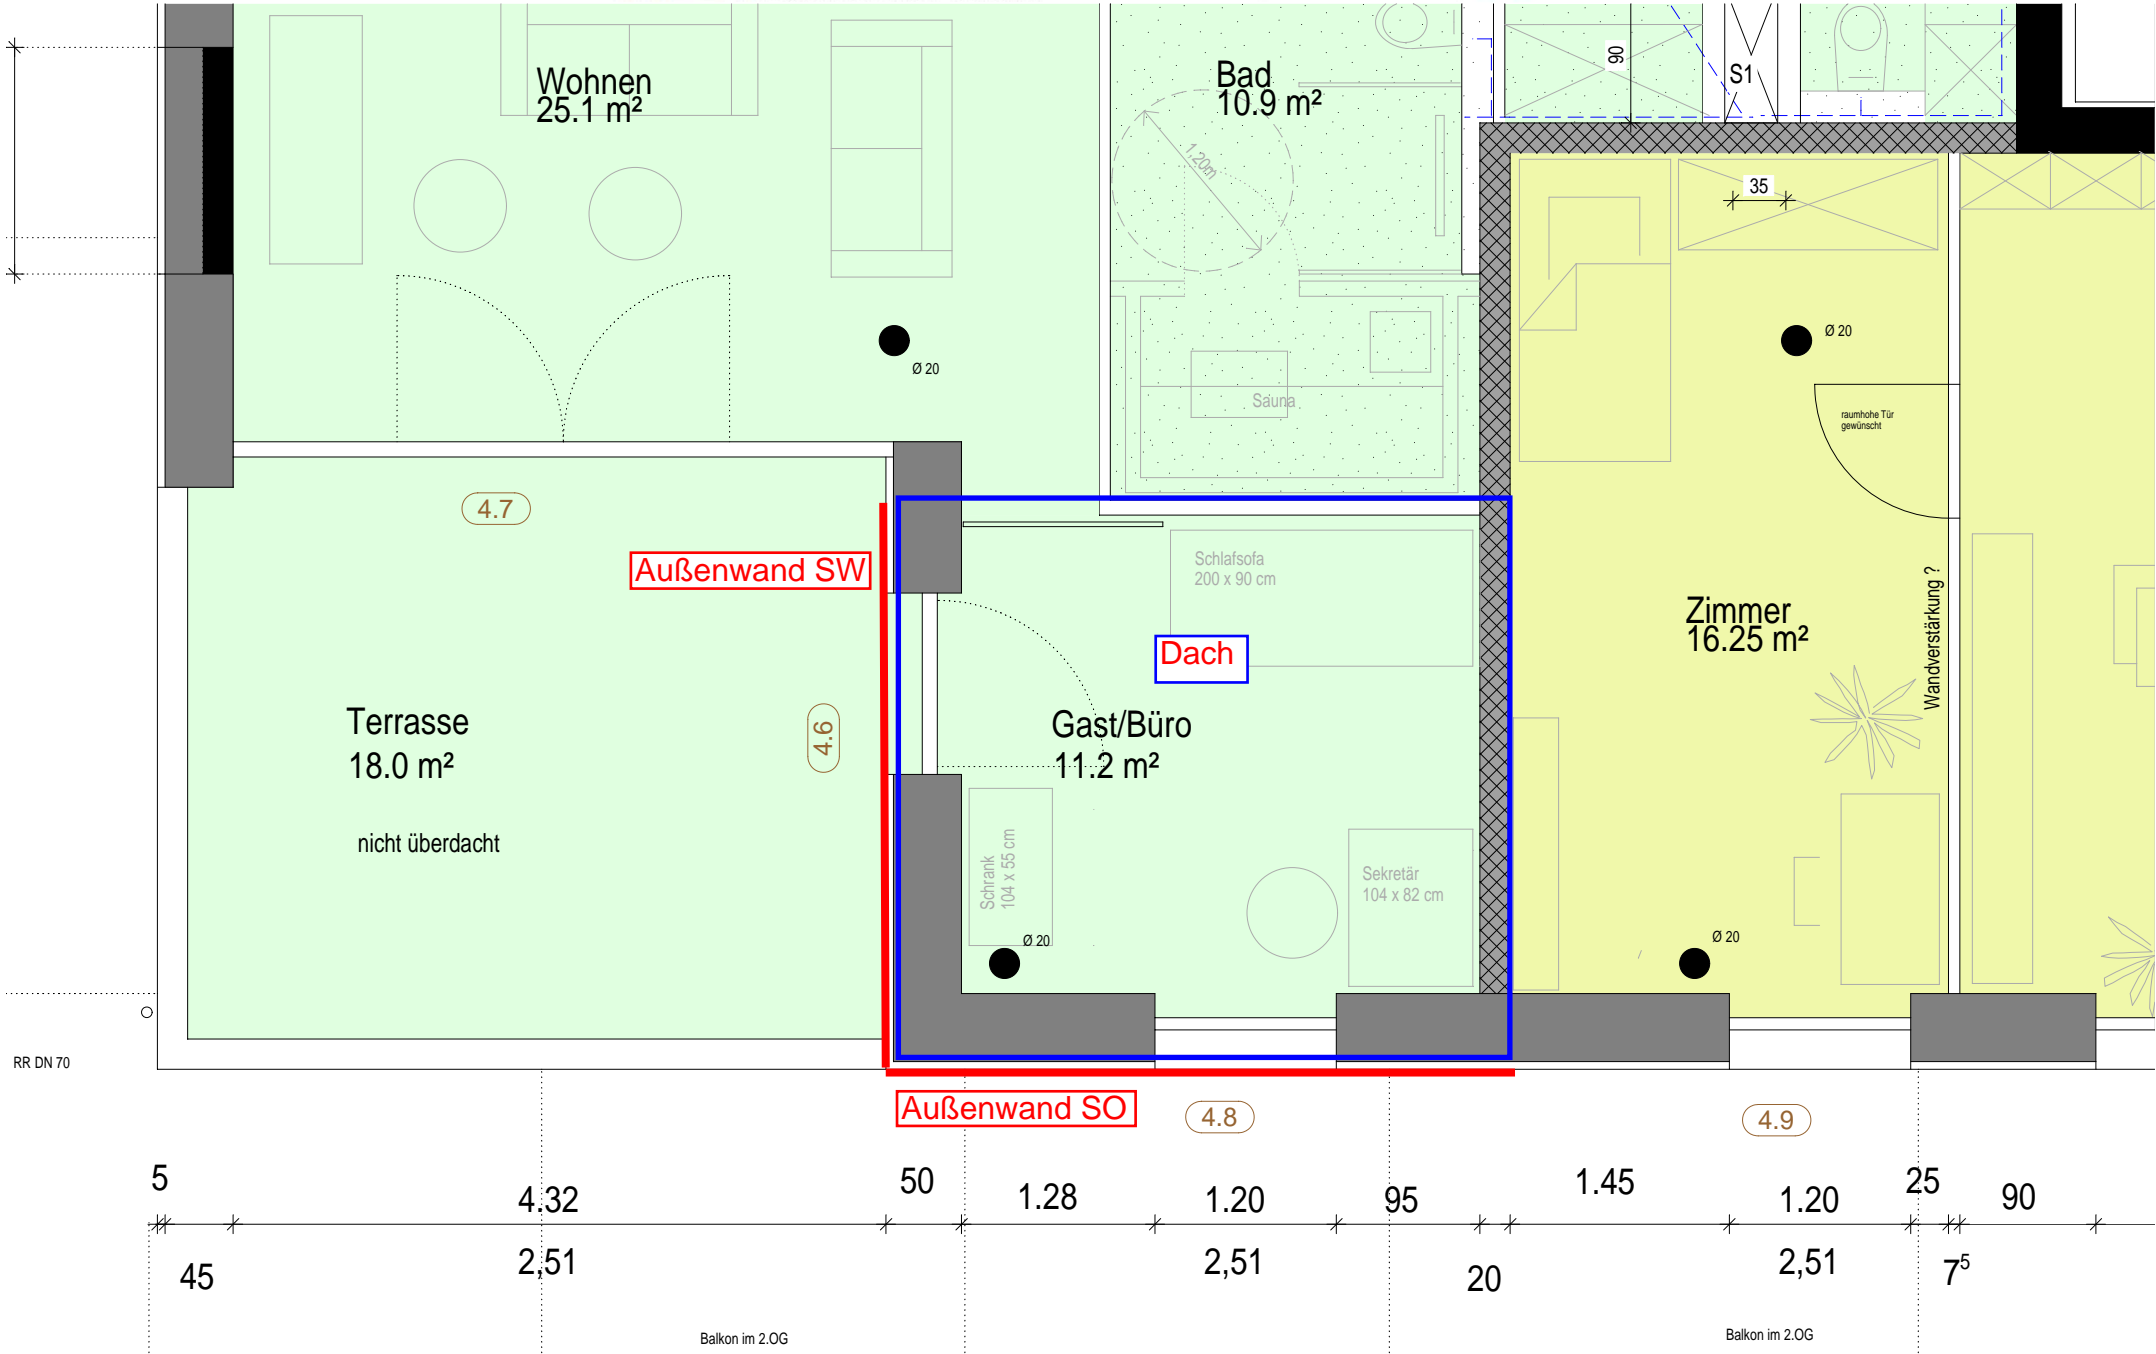 Wohnen
25.1 m²
Bad
10.9 m²
90
S1
1,20m
35
Ø 20
Ø 20
Sauna
raumhohe Tür
gewünscht
4.7
Außenwand SW
Schlafsofa
200 x 90 cm
Dach
Zimmer
16.25 m²
Wandverstärkung ?
Terrasse
18.0 m²
4.6
Gast/Büro
11.2 m²
nicht überdacht
Schrank
104 x 55 cm
Sekretär
104 x 82 cm
Ø 20
Ø 20
RR DN 70
Außenwand SO
4.8
4.9
5
4.32
50
1.28
1.20
95
1.45
1.20
25
90
45
2,51
2,51
20
2,51
7⁵
Balkon im 2.OG
Balkon im 2.OG